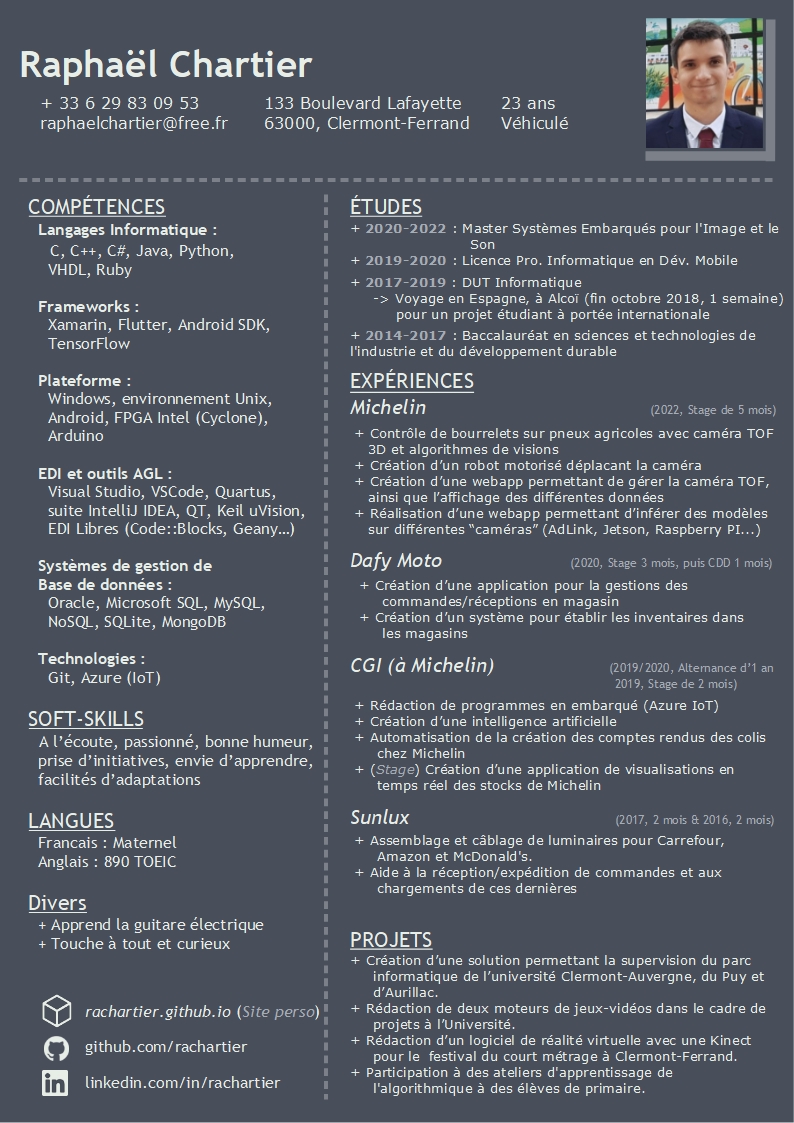 Raphaël Chartier
+ 33 6 29 83 09 53
raphaelchartier@free.fr
133 Boulevard Lafayette
63000, Clermont-Ferrand
23 ans
Véhiculé
COMPÉTENCES
Langages Informatique :
C, C++, C#, Java, Python,
VHDL, Ruby
Frameworks :
Xamarin, Flutter, Android SDK,
TensorFlow
Plateforme :
Windows, environnement Unix,
Android, FPGA Intel (Cyclone),
Arduino
EDI et outils AGL :
Visual Studio, VSCode, Quartus,
suite IntelliJ IDEA, QT, Keil uVision,
EDI Libres (Code::Blocks, Geany…)
Systèmes de gestion de
Base de données :
Oracle, Microsoft SQL, MySQL,
NoSQL, SQLite, MongoDB
Technologies :
Git, Azure (IoT)
SOFT-SKILLS
A l’écoute, passionné, bonne humeur,
prise d’initiatives, envie d’apprendre,
facilités d’adaptations
LANGUES
Francais : Maternel
Anglais : 890 TOEIC
Divers
+ Apprend la guitare électrique
+ Touche à tout et curieux
rachartier.github.io (Site perso)
github.com/rachartier
linkedin.com/in/rachartier
ÉTUDES
+ 2020-2022 : Master Systèmes Embarqués pour l'Image et le
Son
+ 2019-2020 : Licence Pro. Informatique en Dév. Mobile
+ 2017-2019 : DUT Informatique
-> Voyage en Espagne, à Alcoï (fin octobre 2018, 1 semaine)
pour un projet étudiant à portée internationale
+ 2014-2017 : Baccalauréat en sciences et technologies de
l'industrie et du développement durable
EXPÉRIENCES
Michelin (2022, Stage de 5 mois)
+ Contrôle de bourrelets sur pneux agricoles avec caméra TOF
3D et algorithmes de visions
+ Création d’un robot motorisé déplacant la caméra
+ Création d’une webapp permettant de gérer la caméra TOF,
ainsi que l’affichage des différentes données
+ Réalisation d’une webapp permettant d’inférer des modèles
sur différentes “caméras” (AdLink, Jetson, Raspberry PI...)
Dafy Moto (2020, Stage 3 mois, puis CDD 1 mois)
+ Création d’une application pour la gestions des
commandes/réceptions en magasin
+ Création d’un système pour établir les inventaires dans
les magasins
CGI (à Michelin) (2019/2020, Alternance d’1 an
2019, Stage de 2 mois)
+ Rédaction de programmes en embarqué (Azure IoT)
+ Création d’une intelligence artificielle
+ Automatisation de la création des comptes rendus des colis
chez Michelin
+ (Stage) Création d’une application de visualisations en
temps réel des stocks de Michelin
Sunlux (2017, 2 mois & 2016, 2 mois)
+ Assemblage et câblage de luminaires pour Carrefour,
Amazon et McDonald's.
+ Aide à la réception/expédition de commandes et aux
chargements de ces dernières
PROJETS
+ Création d’une solution permettant la supervision du parc
informatique de l’université Clermont-Auvergne, du Puy et
d’Aurillac.
+ Rédaction de deux moteurs de jeux-vidéos dans le cadre de
projets à l’Université.
+ Rédaction d’un logiciel de réalité virtuelle avec une Kinect
pour le festival du court métrage à Clermont-Ferrand.
+ Participation à des ateliers d'apprentissage de
l'algorithmique à des élèves de primaire.